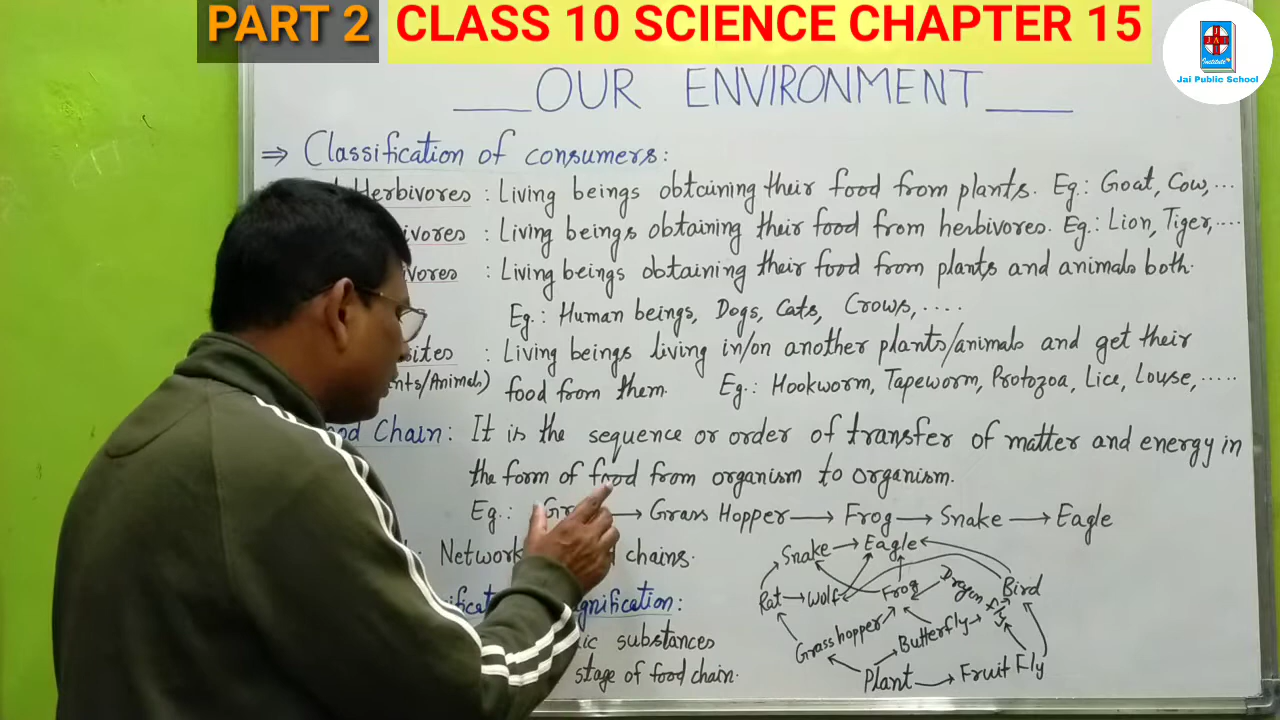 PART 2 CLASS 10 SCIENCE CHAPTER 15
JAI
Institute
Jai Public School
OUR ENVIRONMENT
⇒ Classification of consumers:
Herbivores : Living beings obtaining their food from plants. Eg.: Goat, Cow, ...
ivores : Living beings obtaining their food from herbivores. Eg.: Lion, Tiger, ....
vores : Living beings obtaining their food from plants and animals both.
Eg.: Human beings, Dogs, Cats, Crows, ....
sites : Living beings living in/on another plants/animals and get their
nts/Animals) food from them. Eg.: Hookworm, Tapeworm, Protozoa, Lice, Louse, .....
ood Chain: It is the sequence or order of transfer of matter and energy in
the form of food from organism to organism.
Eg.: Gra → Grass Hopper → Frog → Snake → Eagle
: Network chains.
gnification:
ic substances
stage of food chain.
Snake → Eagle
Rat → Wolf Frog Dragon fly Bird
Grasshopper Butterfly
Plant → Fruit Fly